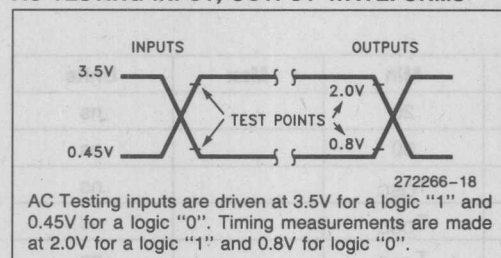 INPUTS OUTPUTS
3.5V 2.0V
TEST POINTS
0.45V 0.8V
272266-18
AC Testing inputs are driven at 3.5V for a logic "1" and
0.45V for a logic "0". Timing measurements are made
at 2.0V for a logic "1" and 0.8V for logic "0".